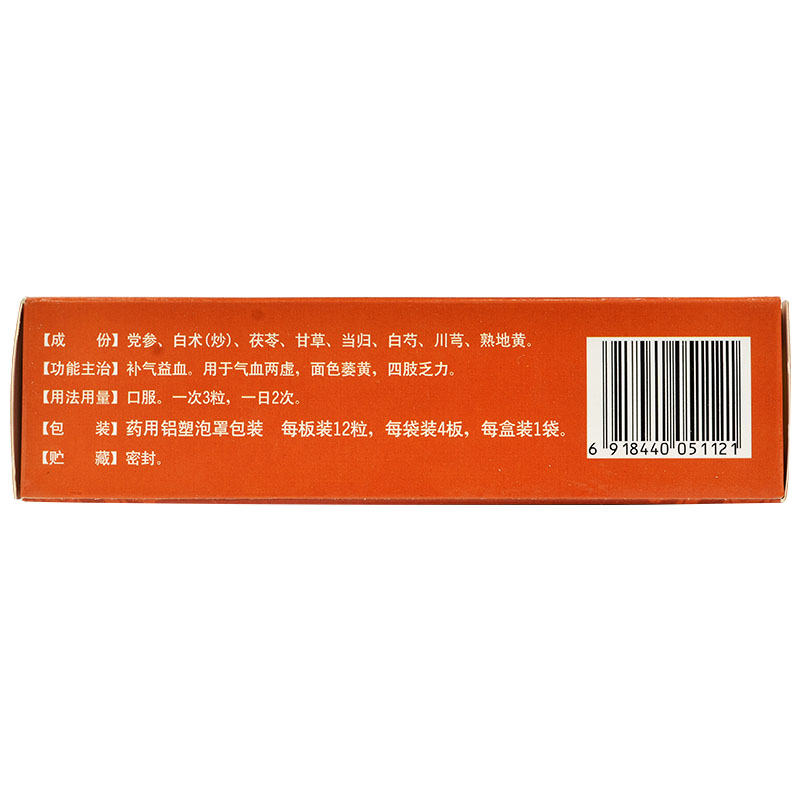 【成　份】党参、白术(炒)、茯苓、甘草、当归、白芍、川芎、熟地黄。
【功能主治】补气益血。用于气血两虚，面色萎黄，四肢乏力。
【用法用量】口服。一次3粒，一日2次。
【包　装】药用铝塑泡罩包装　每板装12粒，每袋装4板，每盒装1袋。
【贮　藏】密封。
6 918440 051121